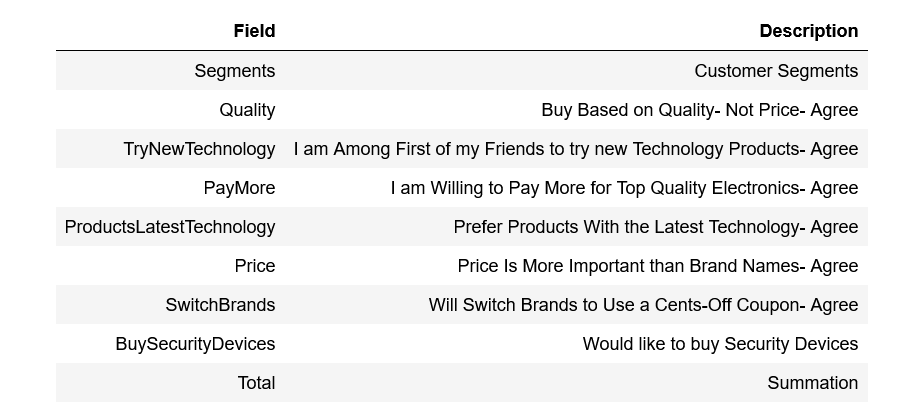 Field Description
Segments Customer Segments
Quality Buy Based on Quality- Not Price- Agree
TryNewTechnology I am Among First of my Friends to try new Technology Products- Agree
PayMore I am Willing to Pay More for Top Quality Electronics- Agree
ProductsLatestTechnology Prefer Products With the Latest Technology- Agree
Price Price Is More Important than Brand Names- Agree
SwitchBrands Will Switch Brands to Use a Cents-Off Coupon- Agree
BuySecurityDevices Would like to buy Security Devices
Total Summation